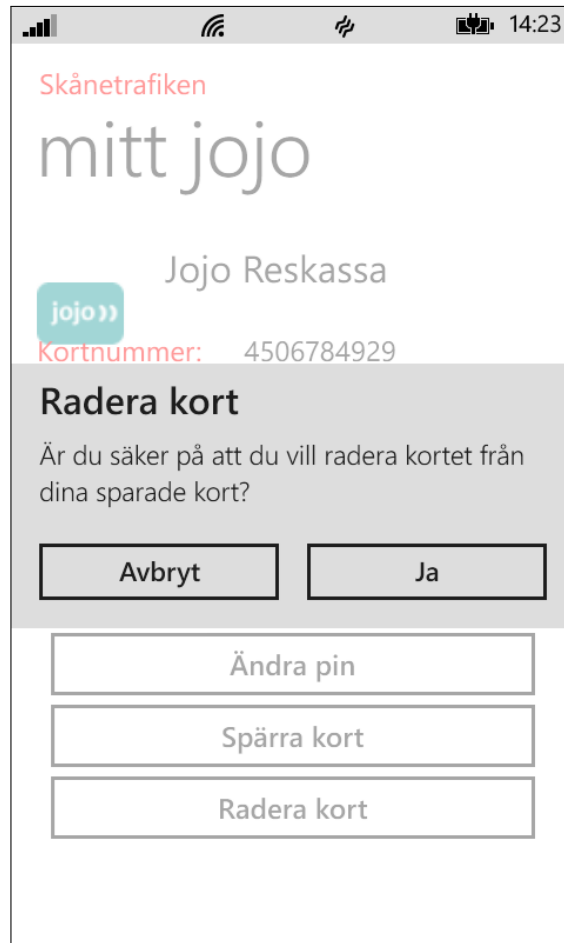 14:23
Skånetrafiken
mitt jojo
Jojo Reskassa
jojo
Kortnummer: 4506784929
Radera kort
Är du säker på att du vill radera kortet från
dina sparade kort?
Avbryt Ja
Ändra pin
Spärra kort
Radera kort